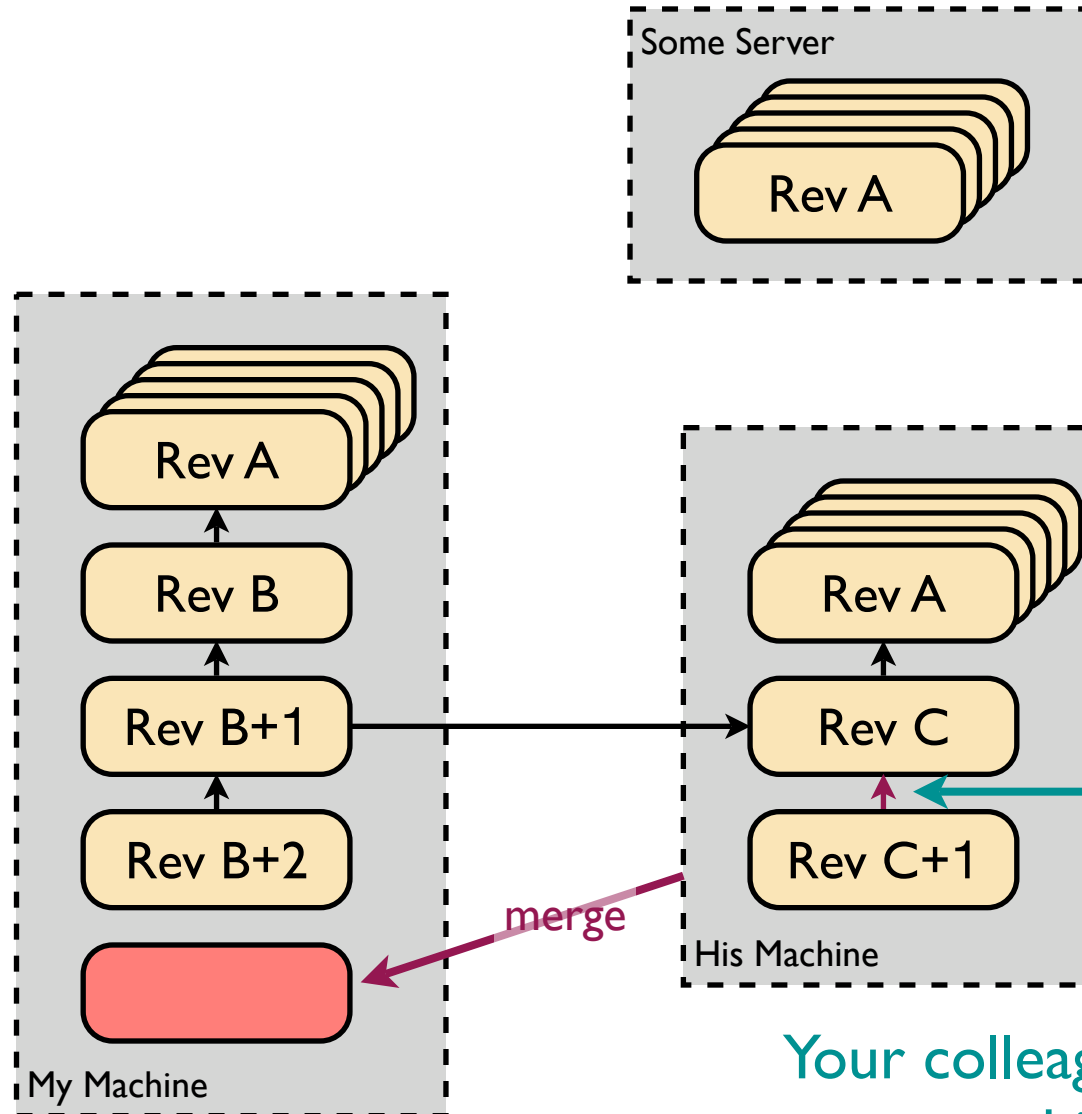 Some Server
Rev A
Rev A
Rev B
Rev B+1
Rev B+2
My Machine
merge
Rev A
Rev C
Rev C+1
His Machine
Your